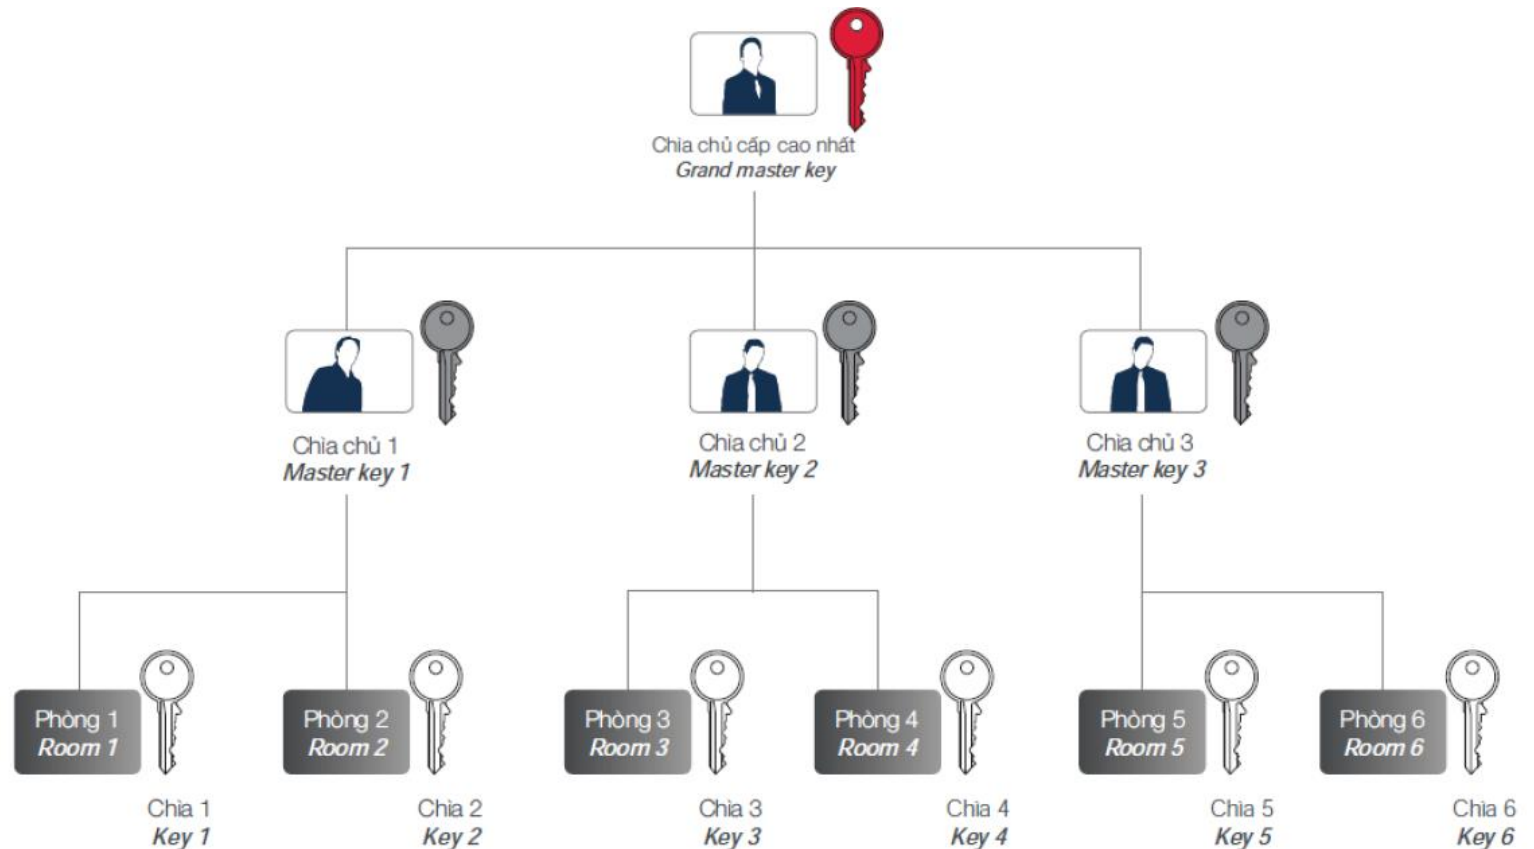 Chìa chủ cấp cao nhất
Grand master key
Chìa chủ 1
Master key 1
Chìa chủ 2
Master key 2
Chìa chủ 3
Master key 3
Phòng 1
Room 1
Phòng 2
Room 2
Phòng 3
Room 3
Phòng 4
Room 4
Phòng 5
Room 5
Phòng 6
Room 6
Chìa 1
Key 1
Chìa 2
Key 2
Chìa 3
Key 3
Chìa 4
Key 4
Chìa 5
Key 5
Chìa 6
Key 6